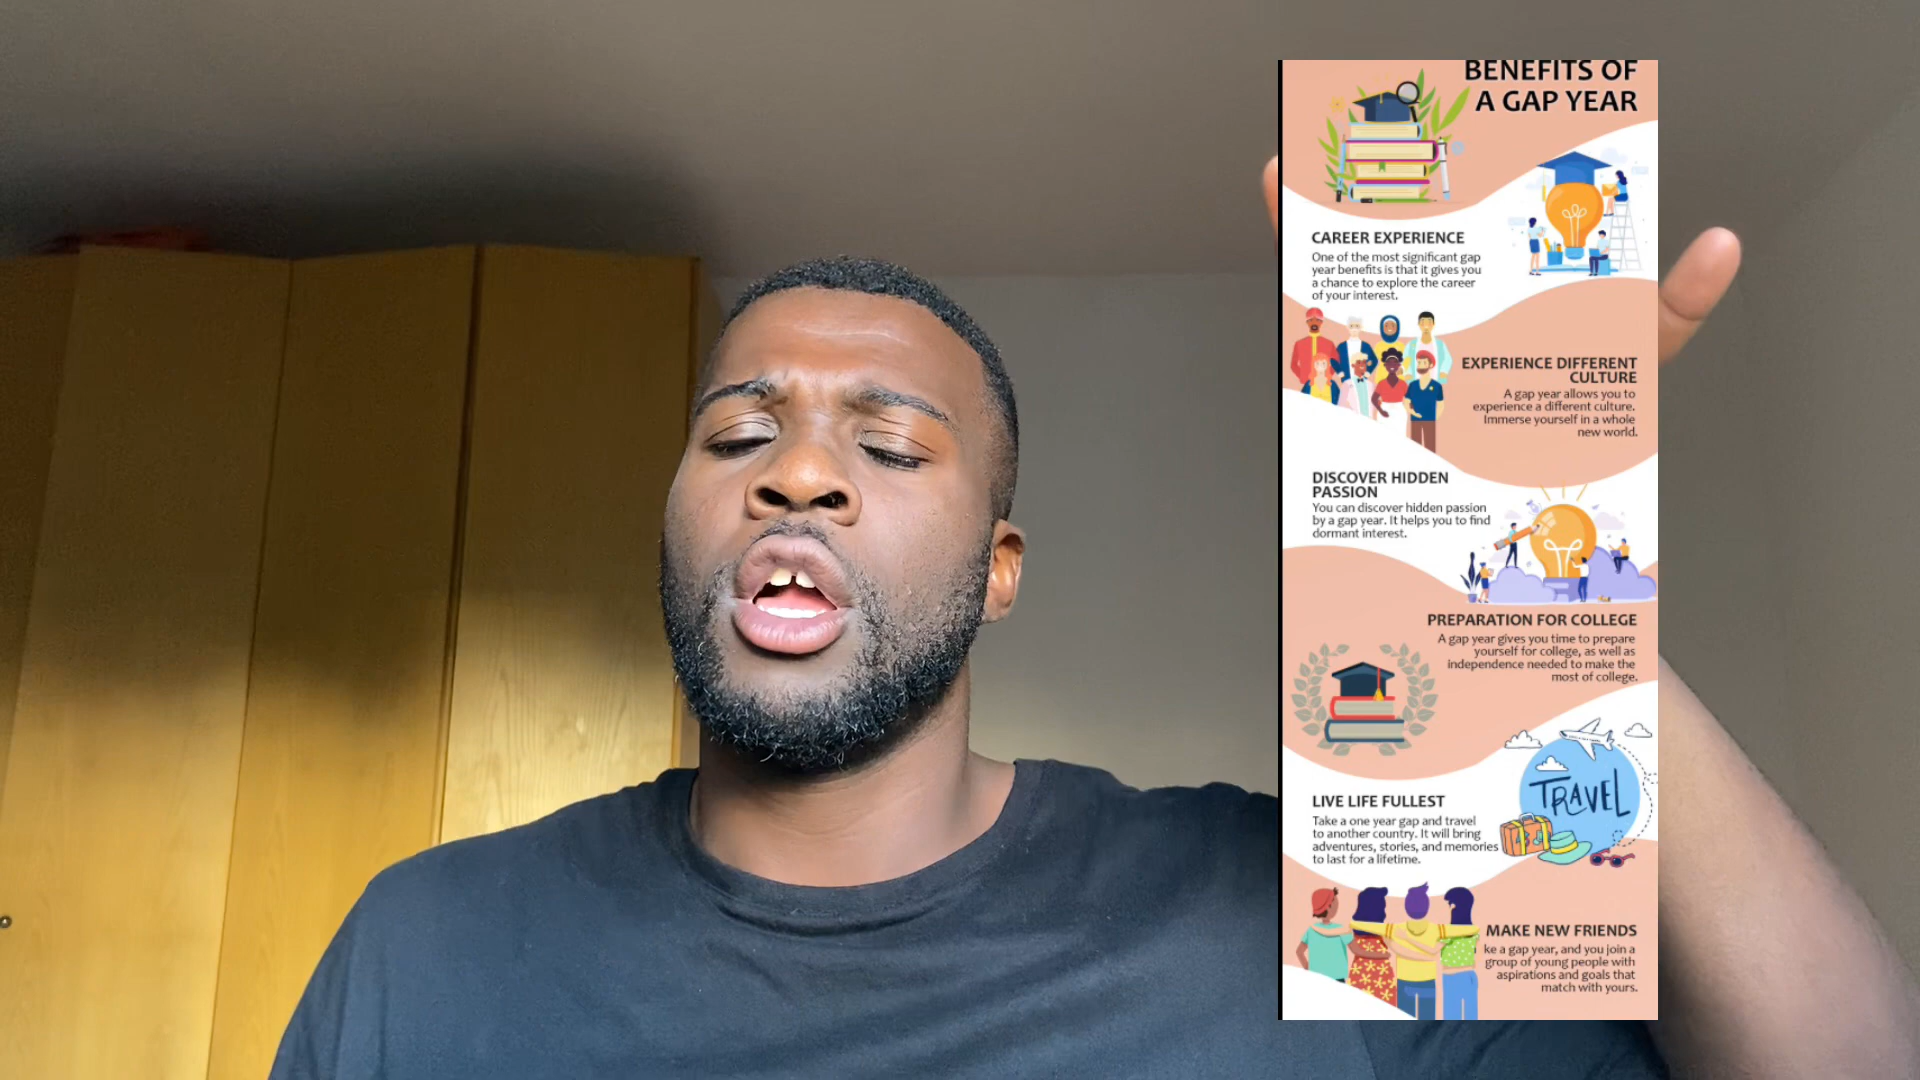 BENEFITS OF
A GAP YEAR
CAREER EXPERIENCE
One of the most significant gap
year benefits is that it gives you
a chance to explore the career
of your interest.
EXPERIENCE DIFFERENT
CULTURE
A gap year allows you to
experience a different culture.
Immerse yourself in a whole
new world.
DISCOVER HIDDEN
PASSION
You can discover hidden passion
by a gap year. It helps you to find
dormant interest.
PREPARATION FOR COLLEGE
A gap year gives you time to prepare
yourself for college, as well as
independence needed to make the
most of college.
TRAVEL
LIVE LIFE FULLEST
Take a one year gap and travel
to another country. It will bring
adventures, stories, and memories
to last for a lifetime.
MAKE NEW FRIENDS
ke a gap year, and you join a
group of young people with
aspirations and goals that
match with yours.